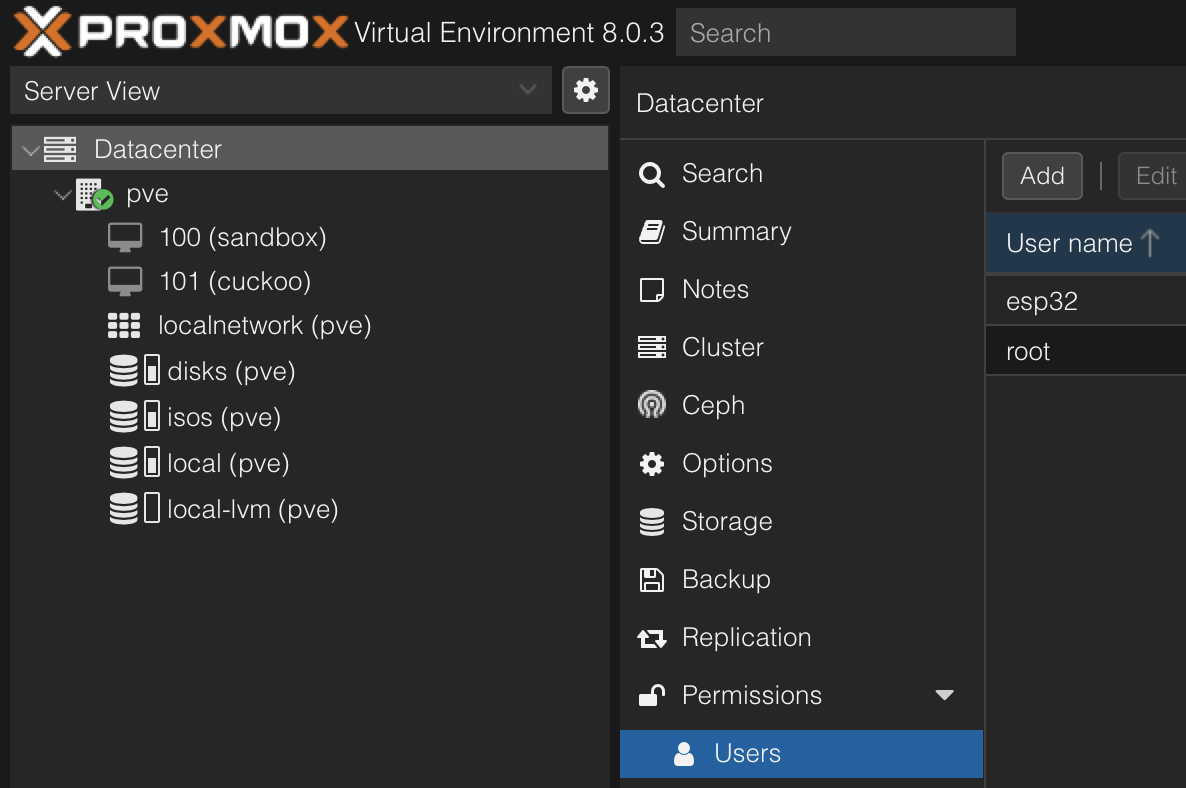 PROXMOX Virtual Environment 8.0.3 Search
Server View
Datacenter
pve
100 (sandbox)
101 (cuckoo)
localnetwork (pve)
disks (pve)
isos (pve)
local (pve)
local-lvm (pve)
Datacenter
Search
Summary
Notes
Cluster
Ceph
Options
Storage
Backup
Replication
Permissions
Users
Add | Edit
User name
esp32
root